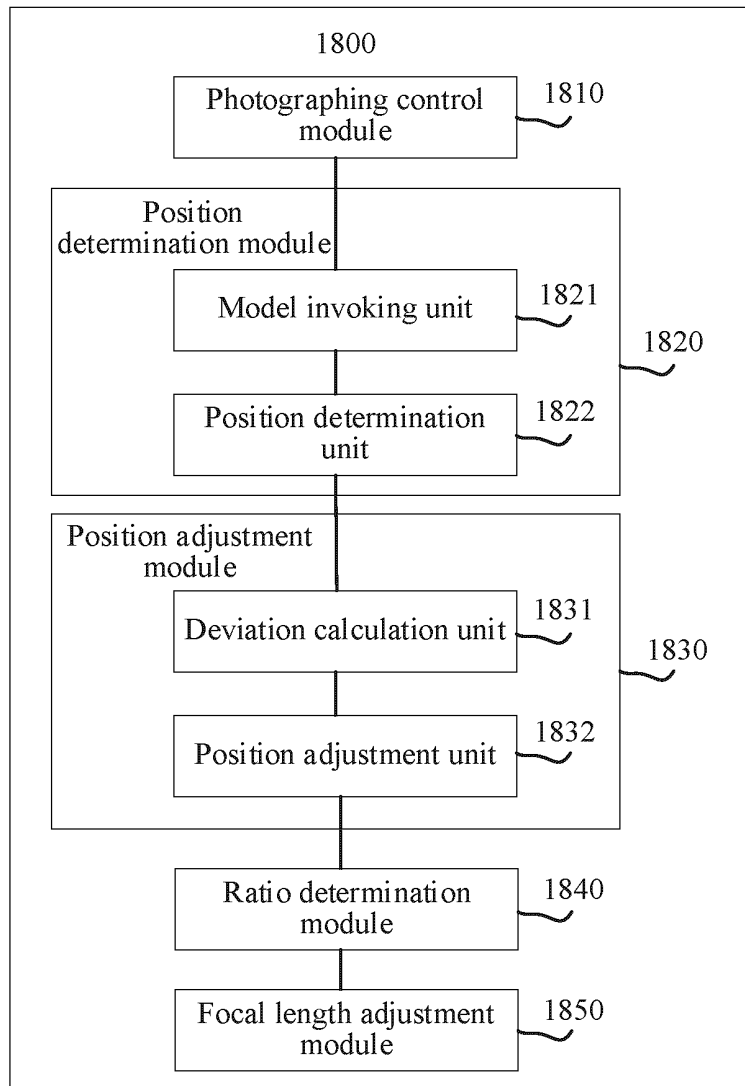 1800
Photographing control
module
1810
Position
determination module
Model invoking unit
1821
1820
Position determination
unit
1822
Position adjustment
module
Deviation calculation unit
1831
1830
Position adjustment unit
1832
Ratio determination
module
1840
Focal length adjustment
module
1850